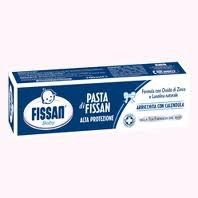 FISSAN
Baby
PASTA
di
FISSAN
ALTA PROTEZIONE
Formula con Ossido di Zinco
e Lanolina naturale
ARRICCHITA CON CALENDULA